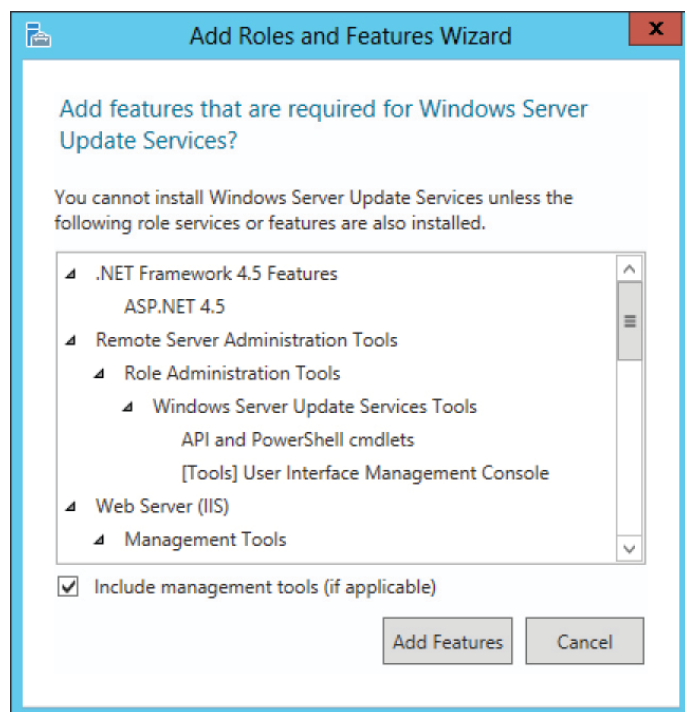 Add Roles and Features Wizard
x
Add features that are required for Windows Server
Update Services?
You cannot install Windows Server Update Services unless the
following role services or features are also installed.
.NET Framework 4.5 Features
ASP.NET 4.5
Remote Server Administration Tools
Role Administration Tools
Windows Server Update Services Tools
API and PowerShell cmdlets
[Tools] User Interface Management Console
Web Server (IIS)
Management Tools
Include management tools (if applicable)
Add Features
Cancel